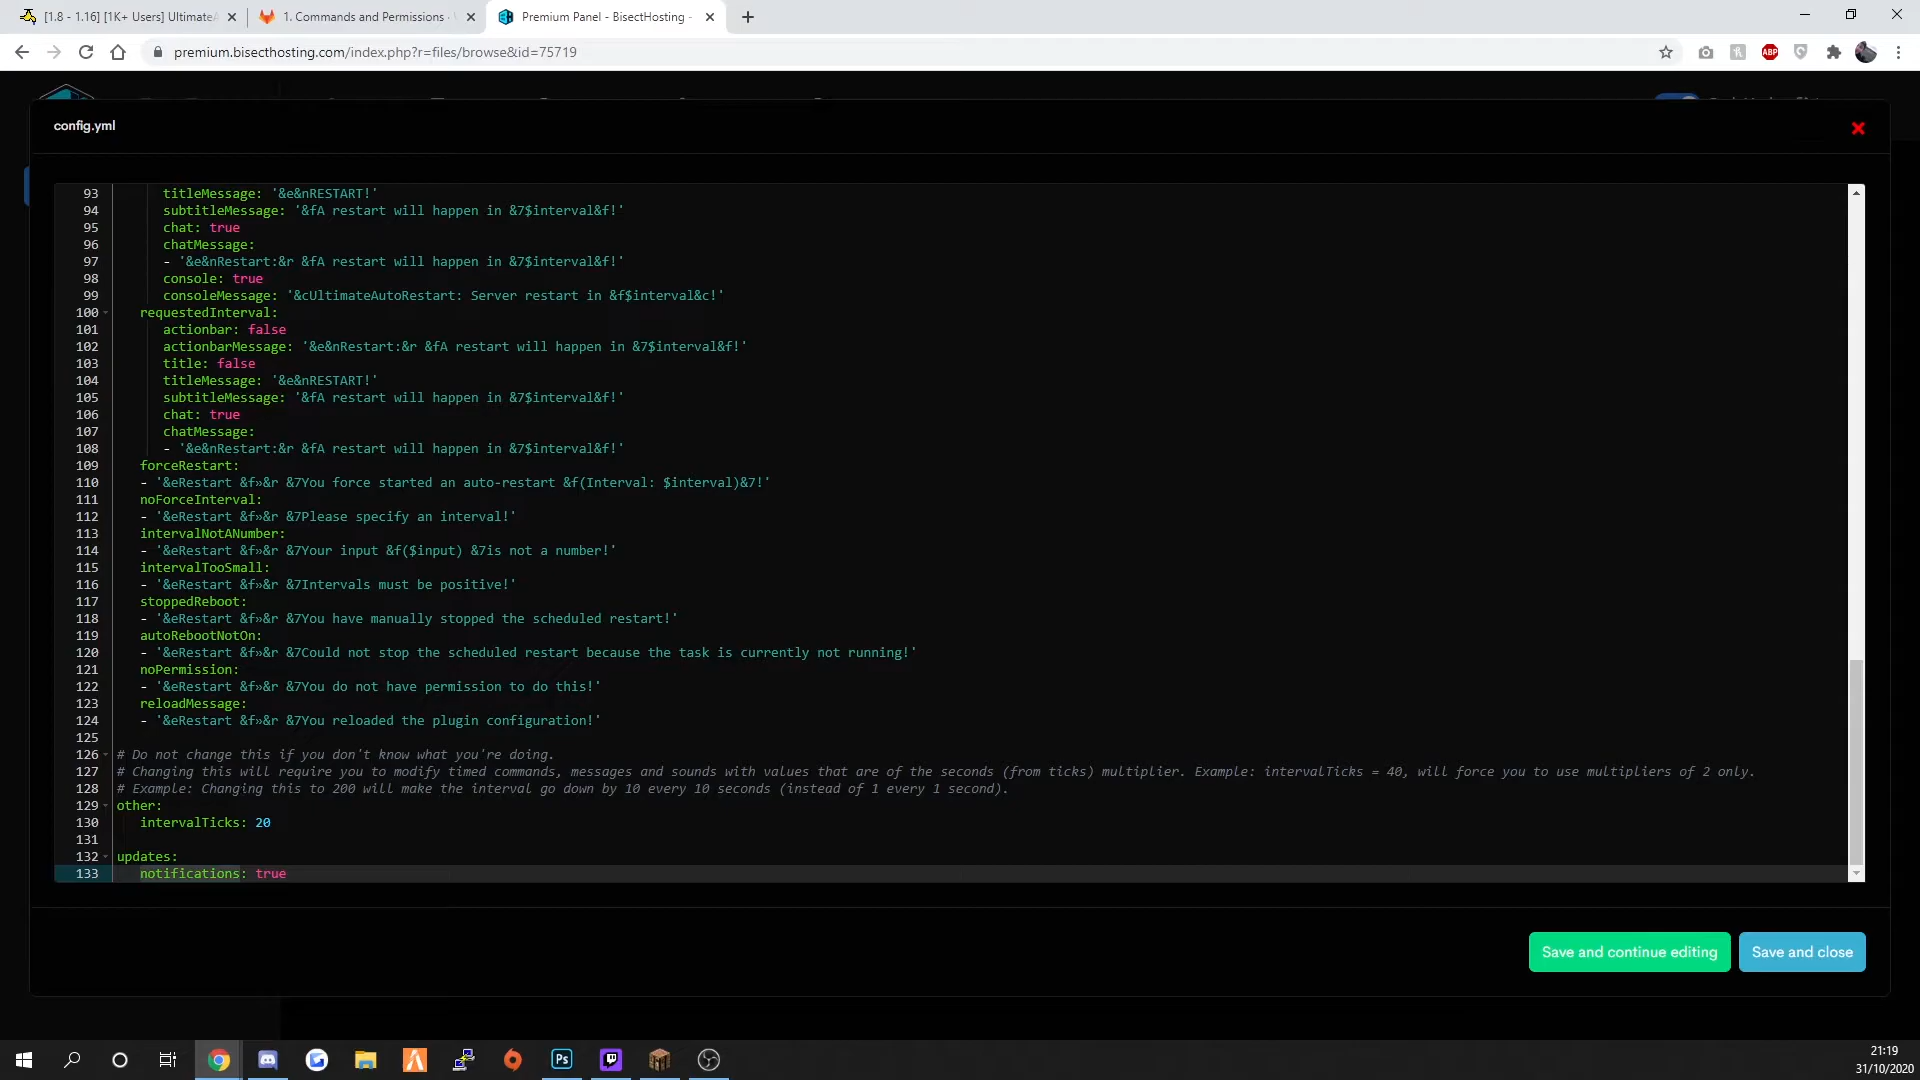 [1.8 - 1.16] [1K+ Users] UltimateA
1. Commands and Permissions ·
Premium Panel - BisectHosting -
premium.bisecthosting.com/index.php?r=files/browse&id=75719
ABP
config.yml
93 titleMessage: '&e&nRESTART!'
94 subtitleMessage: '&fA restart will happen in &7$interval&f!'
95 chat: true
96 chatMessage:
97 - '&e&nRestart:&r &fA restart will happen in &7$interval&f!'
98 console: true
99 consoleMessage: '&cUltimateAutoRestart: Server restart in &f$interval&c!'
100 requestedInterval:
101 actionbar: false
102 actionbarMessage: '&e&nRestart:&r &fA restart will happen in &7$interval&f!'
103 title: false
104 titleMessage: '&e&nRESTART!'
105 subtitleMessage: '&fA restart will happen in &7$interval&f!'
106 chat: true
107 chatMessage:
108 - '&e&nRestart:&r &fA restart will happen in &7$interval&f!'
109 forceRestart:
110 - '&eRestart &f»&r &7You force started an auto-restart &f(Interval: $interval)&7!'
111 noForceInterval:
112 - '&eRestart &f»&r &7Please specify an interval!'
113 intervalNotANumber:
114 - '&eRestart &f»&r &7Your input &f($input) &7is not a number!'
115 intervalTooSmall:
116 - '&eRestart &f»&r &7Intervals must be positive!'
117 stoppedReboot:
118 - '&eRestart &f»&r &7You have manually stopped the scheduled restart!'
119 autoRebootNotOn:
120 - '&eRestart &f»&r &7Could not stop the scheduled restart because the task is currently not running!'
121 noPermission:
122 - '&eRestart &f»&r &7You do not have permission to do this!'
123 reloadMessage:
124 - '&eRestart &f»&r &7You reloaded the plugin configuration!'
125
126 # Do not change this if you don't know what you're doing.
127 # Changing this will require you to modify timed commands, messages and sounds with values that are of the seconds (from ticks) multiplier. Example: intervalTicks = 40, will force you to use multipliers of 2 only.
128 # Example: Changing this to 200 will make the interval go down by 10 every 10 seconds (instead of 1 every 1 second).
129 other:
130 intervalTicks: 20
131
132 updates:
133 notifications: true
Save and continue editing
Save and close
Ps
21:19
31/10/2020